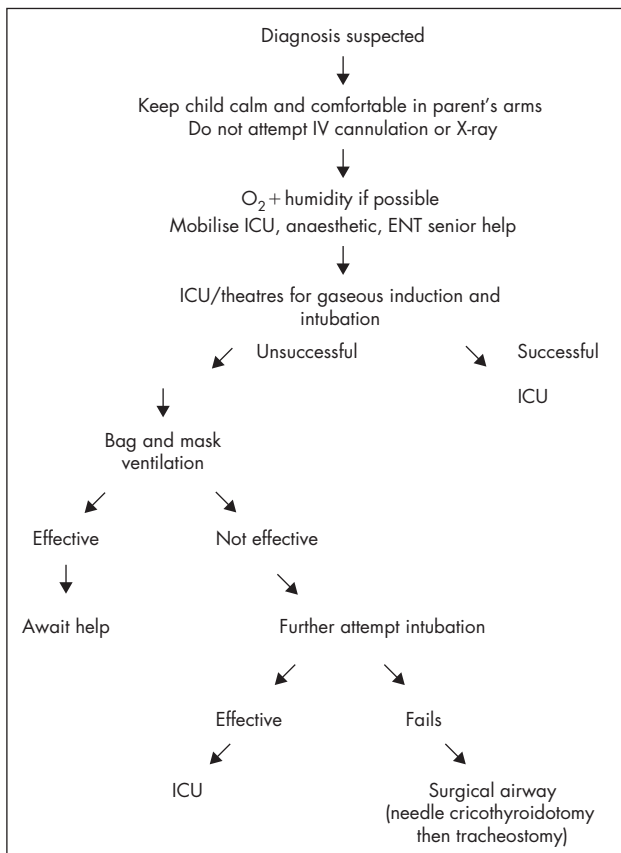 Diagnosis suspected
Keep child calm and comfortable in parent's arms
Do not attempt IV cannulation or X-ray
O₂ + humidity if possible
Mobilise ICU, anaesthetic, ENT senior help
ICU/theatres for gaseous induction and
intubation
Unsuccessful
Successful
ICU
Bag and mask
ventilation
Effective
Not effective
Await help
Further attempt intubation
Effective
Fails
ICU
Surgical airway
(needle cricothyroidotomy
then tracheostomy)